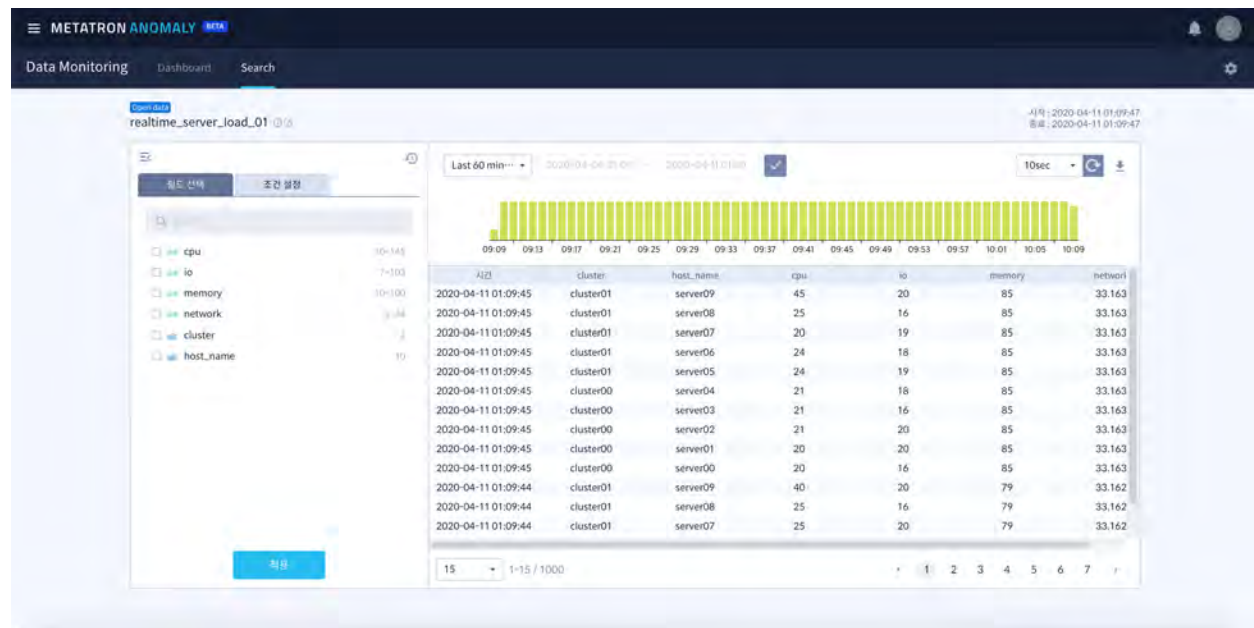 METATRON ANOMALY BETA
Data Monitoring Dashboard Search
Open data
realtime_server_load_01
시작 : 2020-04-11 01:09:47
종료 : 2020-04-11 01:09:47
Last 60 min··· 10sec
필드 선택 조건 설정
cpu 10~145
io 7~100
memory 10~100
network
cluster 2
host_name 10
09:09 09:13 09:17 09:21 09:25 09:29 09:33 09:37 09:41 09:45 09:49 09:53 09:57 10:01 10:05 10:09
시간 cluster host_name cpu io memory network
2020-04-11 01:09:45 cluster01 server09 45 20 85 33.163
2020-04-11 01:09:45 cluster01 server08 25 16 85 33.163
2020-04-11 01:09:45 cluster01 server07 20 19 85 33.163
2020-04-11 01:09:45 cluster01 server06 24 18 85 33.163
2020-04-11 01:09:45 cluster01 server05 24 19 85 33.163
2020-04-11 01:09:45 cluster00 server04 21 18 85 33.163
2020-04-11 01:09:45 cluster00 server03 21 16 85 33.163
2020-04-11 01:09:45 cluster00 server02 21 20 85 33.163
2020-04-11 01:09:45 cluster00 server01 20 20 85 33.163
2020-04-11 01:09:45 cluster00 server00 20 16 85 33.163
2020-04-11 01:09:44 cluster01 server09 40 20 79 33.162
2020-04-11 01:09:44 cluster01 server08 25 16 79 33.162
2020-04-11 01:09:44 cluster01 server07 25 20 79 33.162
적용
15 1-15 / 1000 1 2 3 4 5 6 7